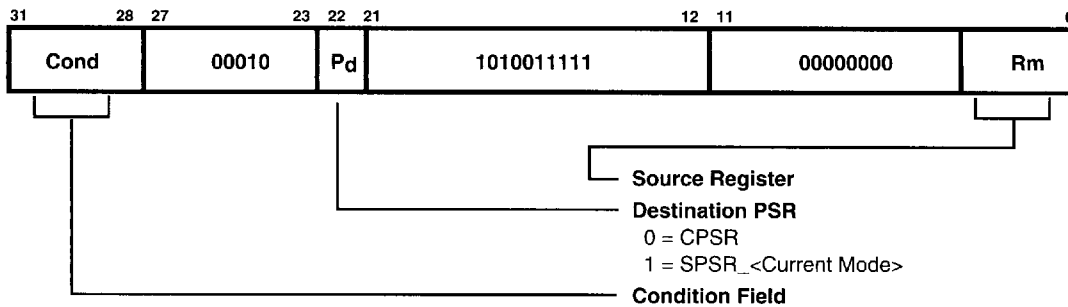 31 28 27 23 22 21 12 11
Cond 00010 Pd 1010011111 00000000 Rm
Source Register
Destination PSR
0 = CPSR
1 = SPSR_<Current Mode>
Condition Field